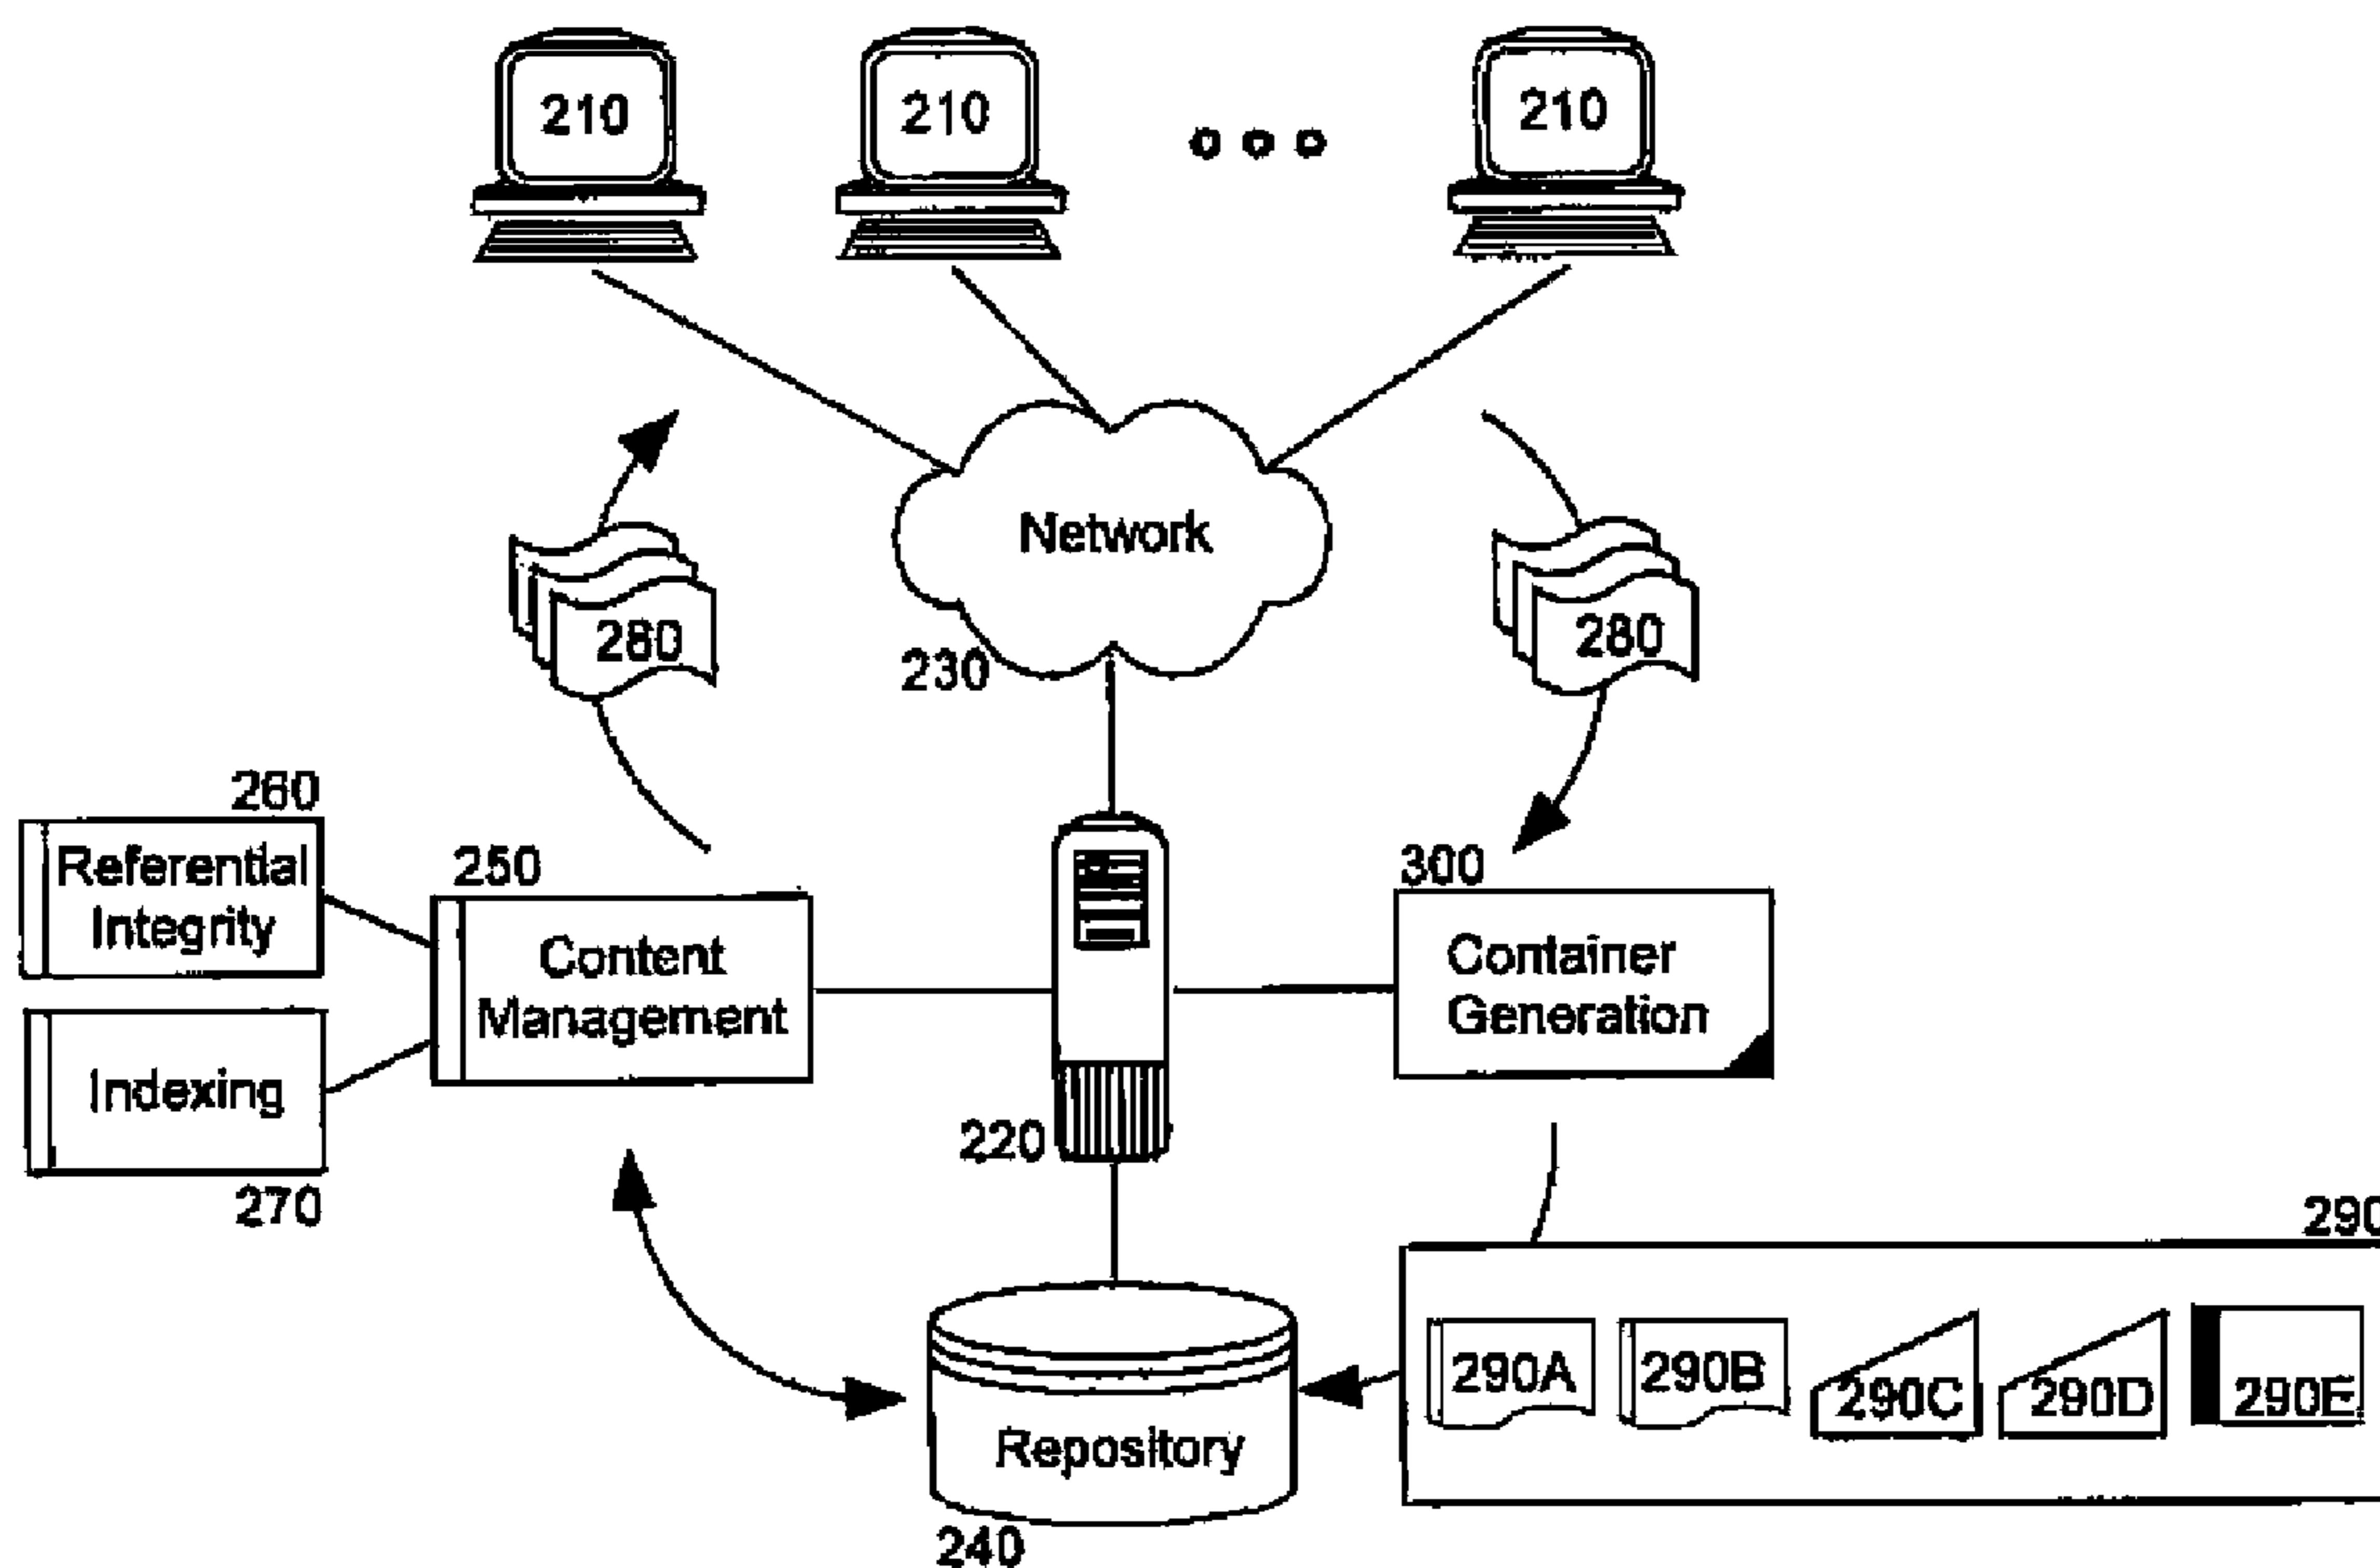 210
210
210
Network
230
280
280
260
Referential
Integrity
250
Content
Management
300
Container
Generation
Indexing
270
220
290
290A
290B
290C
290D
290E
Repository
240